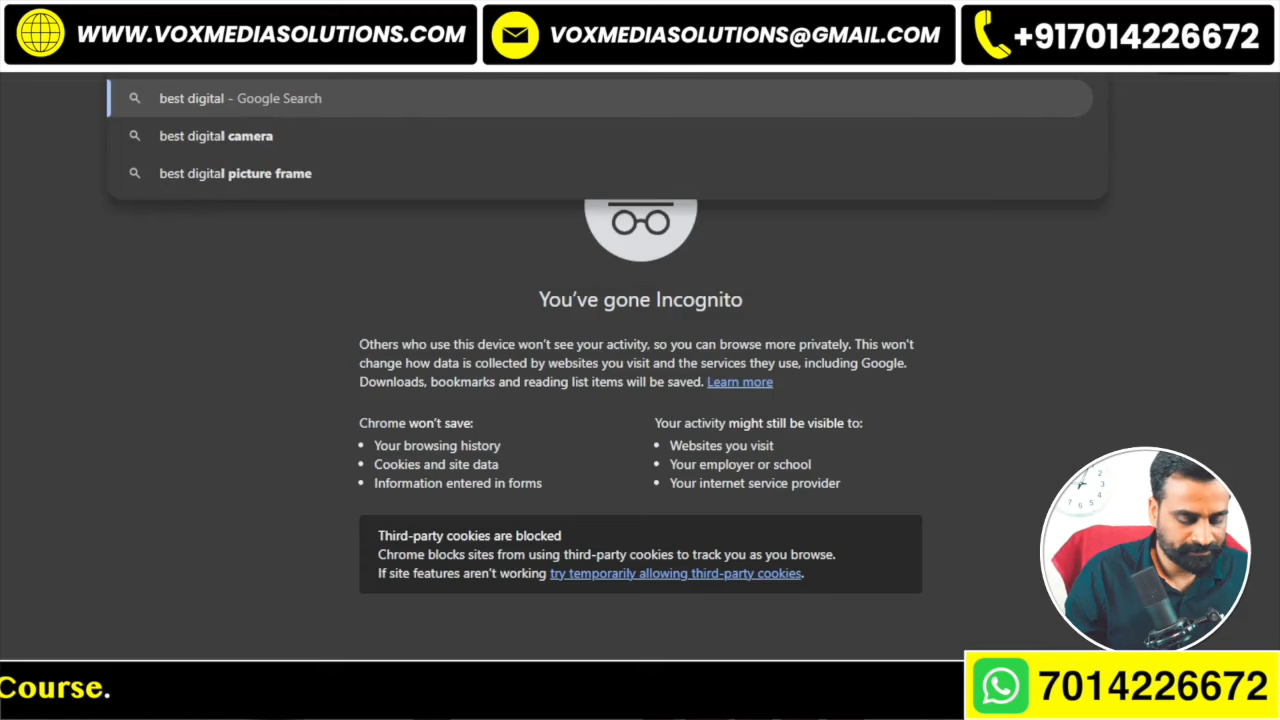 WWW.VOXMEDIASOLUTIONS.COM
VOXMEDIASOLUTIONS@GMAIL.COM
+917014226672
best digital - Google Search
best digital camera
best digital picture frame
You've gone Incognito
Others who use this device won't see your activity, so you can browse more privately. This won't
change how data is collected by websites you visit and the services they use, including Google.
Downloads, bookmarks and reading list items will be saved. Learn more
Chrome won't save:
Your browsing history
Cookies and site data
Information entered in forms
Your activity might still be visible to:
Websites you visit
Your employer or school
Your internet service provider
Third-party cookies are blocked
Chrome blocks sites from using third-party cookies to track you as you browse.
If site features aren't working try temporarily allowing third-party cookies.
Course.
7014226672